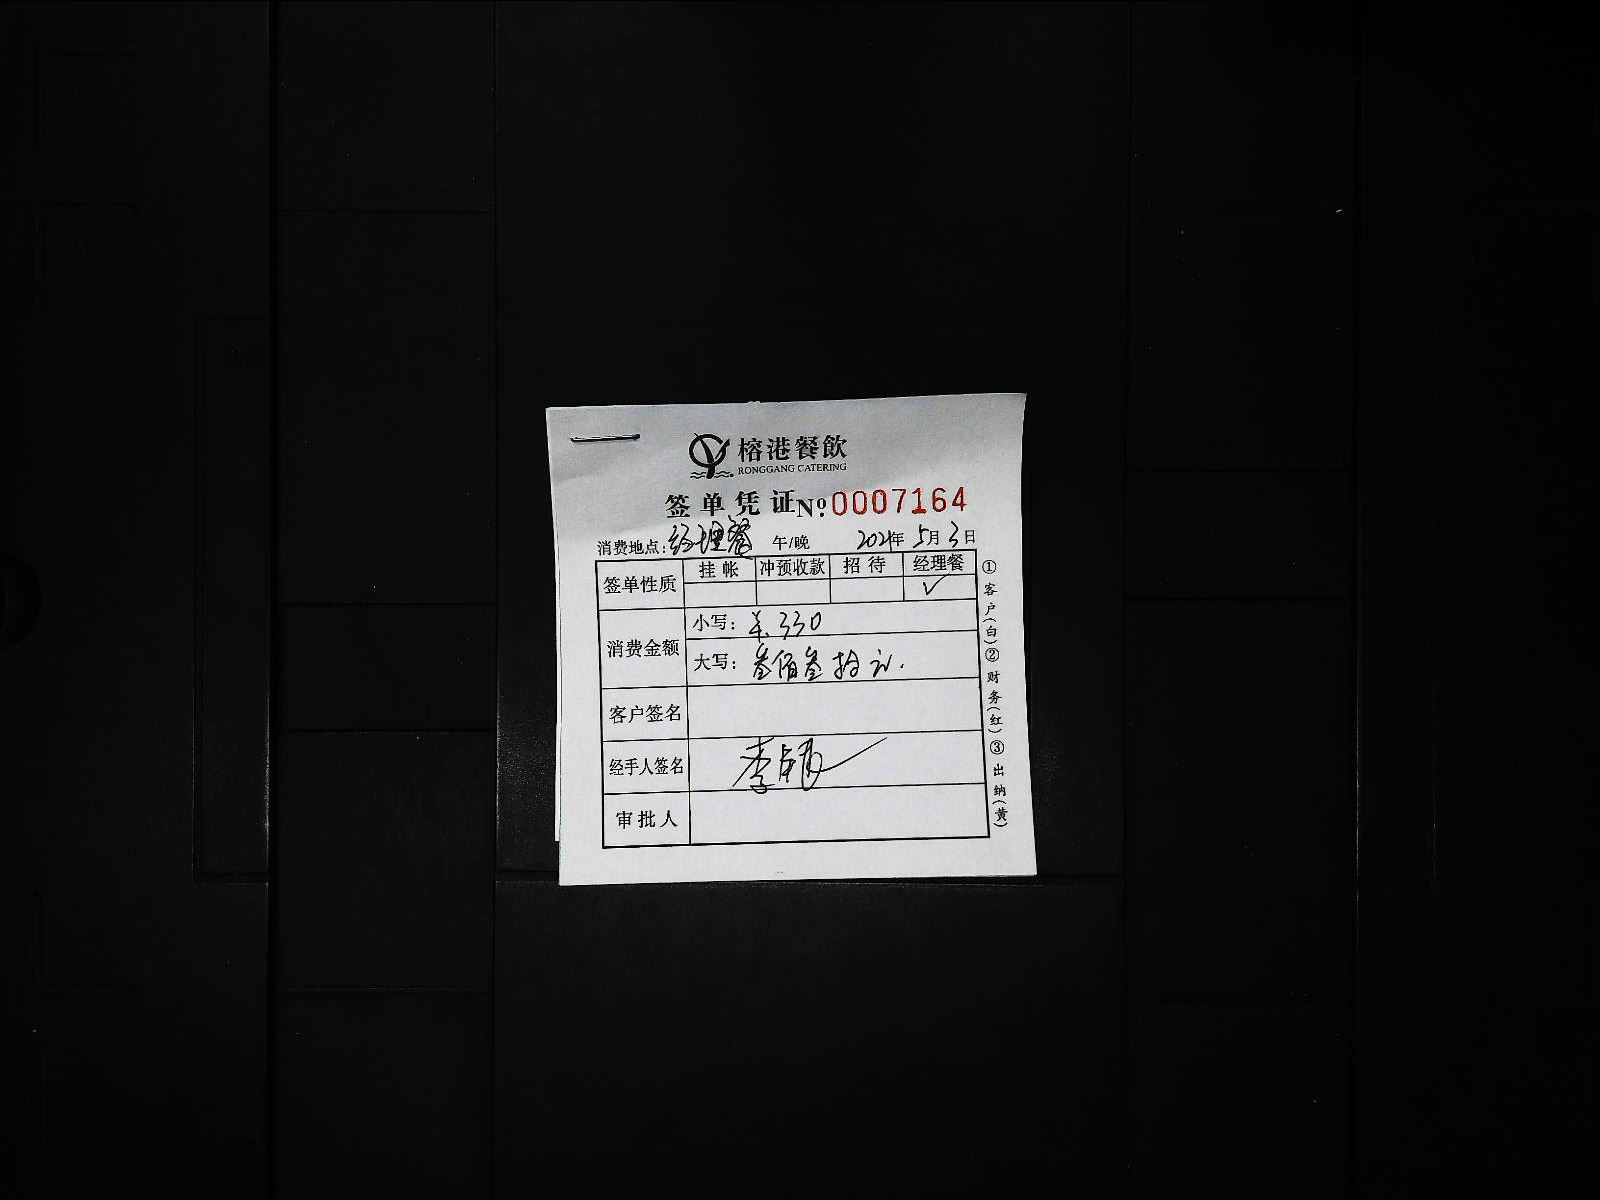 榕港餐飲
RONGGANG CATERING
签单凭证 Nº:0007164
消费地点:经理餐 午/晚 2021年5月3日
签单性质 挂帐 冲预收款 招待 经理餐
✓
消费金额 小写: ¥.330
大写: 叁佰叁拾元.
客户签名
经手人签名 李
审批人
①客户(白)②财务(红)③出纳(黄)